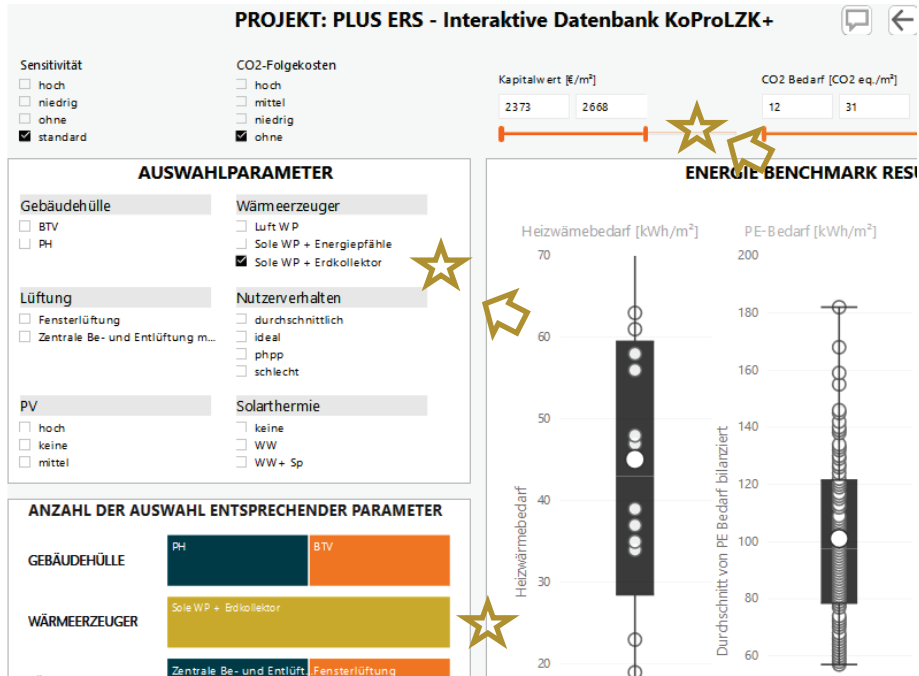 PROJEKT: PLUS ERS - Interaktive Datenbank KoProLZK+
Sensitivität
hoch
niedrig
ohne
standard
CO2-Folgekosten
hoch
mittel
niedrig
ohne
Kapitalwert [€/m²]
2373 2668
CO2 Bedarf [CO2 eq./m²]
12 31
AUSWAHLPARAMETER
Gebäudehülle
BTV
PH
Wärmeerzeuger
Luft WP
Sole WP + Energiepfähle
Sole WP + Erdkollektor
Lüftung
Fensterlüftung
Zentrale Be- und Entlüftung m...
Nutzerverhalten
durchschnittlich
ideal
phpp
schlecht
PV
hoch
keine
mittel
Solarthermie
keine
WW
WW+ Sp
ANZAHL DER AUSWAHL ENTSPRECHENDER PARAMETER
GEBÄUDEHÜLLE
PH
BTV
WÄRMEERZEUGER
Sole WP + Erdkollektor
Zentrale Be- und Entlüft...
Fensterlüftung
ENERGIE BENCHMARK RESU
Heizwämebedarf [kWh/m²]
70
60
50
40
30
20
Heizwärmebedarf
PE-Bedarf [kWh/m²]
200
180
160
140
120
100
80
60
Durchschnitt von PE Bedarf bilanziert